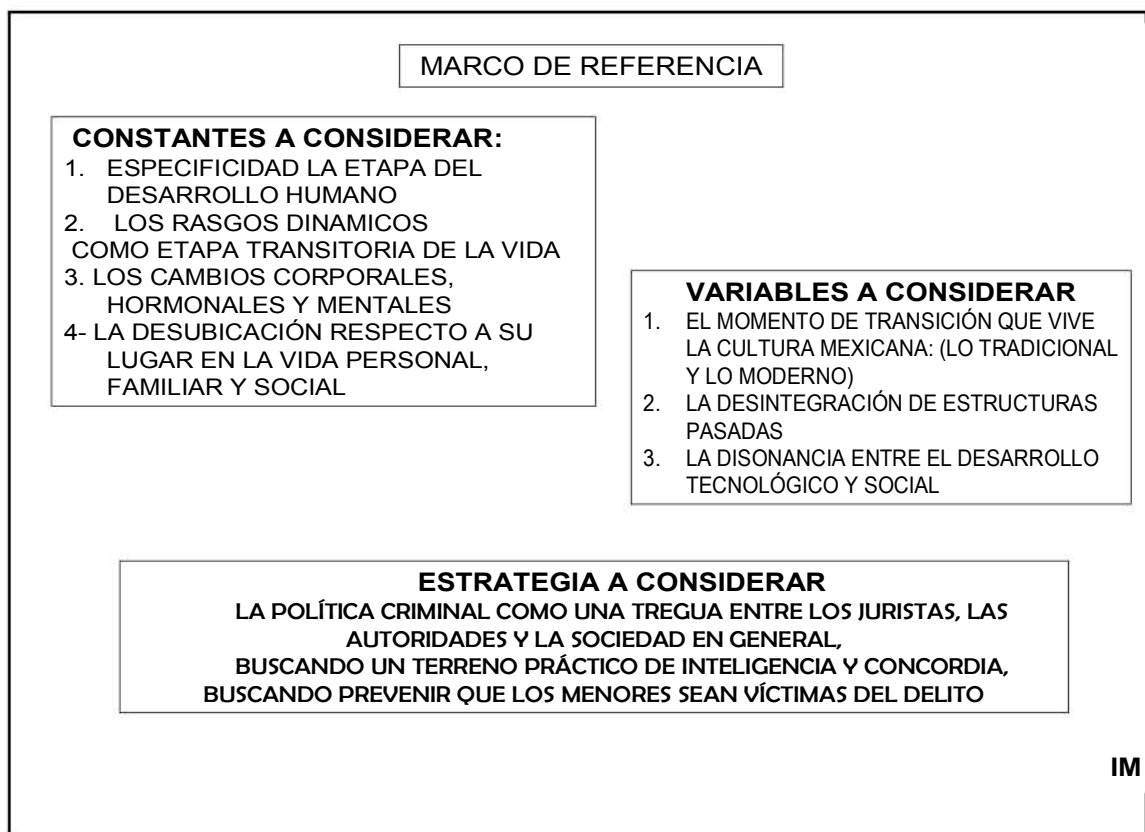 MARCO DE REFERENCIA
CONSTANTES A CONSIDERAR:
1. ESPECIFICIDAD LA ETAPA DEL
DESARROLLO HUMANO
2. LOS RASGOS DINAMICOS
COMO ETAPA TRANSITORIA DE LA VIDA
3. LOS CAMBIOS CORPORALES,
HORMONALES Y MENTALES
4- LA DESUBICACIÓN RESPECTO A SU
LUGAR EN LA VIDA PERSONAL,
FAMILIAR Y SOCIAL
VARIABLES A CONSIDERAR
1. EL MOMENTO DE TRANSICIÓN QUE VIVE
LA CULTURA MEXICANA: (LO TRADICIONAL
Y LO MODERNO)
2. LA DESINTEGRACIÓN DE ESTRUCTURAS
PASADAS
3. LA DISONANCIA ENTRE EL DESARROLLO
TECNOLÓGICO Y SOCIAL
ESTRATEGIA A CONSIDERAR
LA POLÍTICA CRIMINAL COMO UNA TREGUA ENTRE LOS JURISTAS, LAS
AUTORIDADES Y LA SOCIEDAD EN GENERAL,
BUSCANDO UN TERRENO PRÁCTICO DE INTELIGENCIA Y CONCORDIA,
BUSCANDO PREVENIR QUE LOS MENORES SEAN VÍCTIMAS DEL DELITO
IM